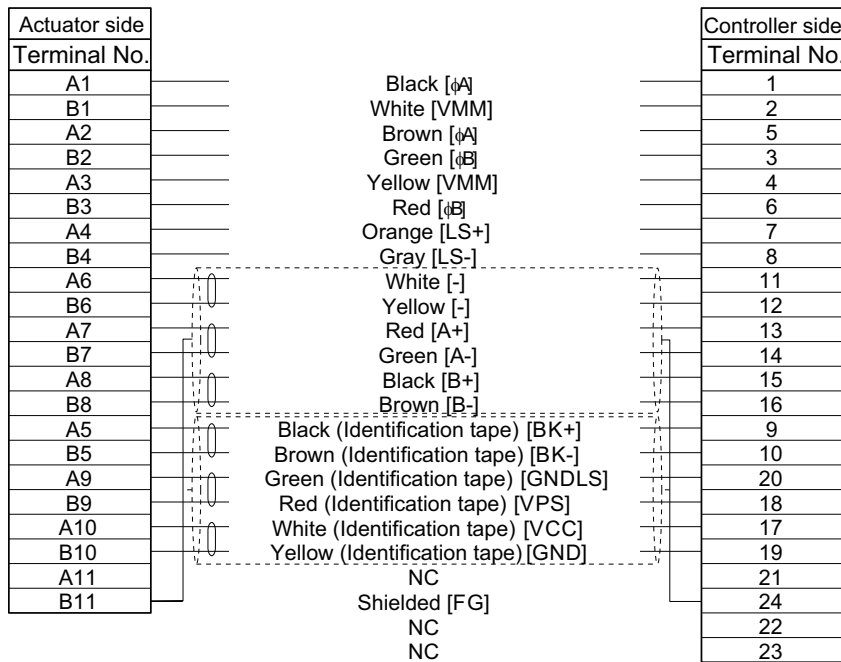 Actuator side Controller side
Terminal No. Terminal No.
A1 Black [ϕA] 1
B1 White [VMM] 2
A2 Brown [ϕA] 5
B2 Green [ϕB] 3
A3 Yellow [VMM] 4
B3 Red [ϕB] 6
A4 Orange [LS+] 7
B4 Gray [LS-] 8
A6 White [-] 11
B6 Yellow [-] 12
A7 Red [A+] 13
B7 Green [A-] 14
A8 Black [B+] 15
B8 Brown [B-] 16
A5 Black (Identification tape) [BK+] 9
B5 Brown (Identification tape) [BK-] 10
A9 Green (Identification tape) [GNDLS] 20
B9 Red (Identification tape) [VPS] 18
A10 White (Identification tape) [VCC] 17
B10 Yellow (Identification tape) [GND] 19
A11 NC 21
B11 Shielded [FG] 24
NC 22
NC 23